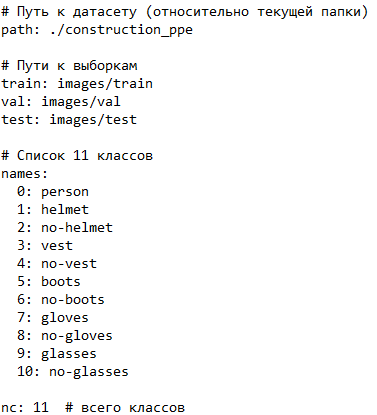 # Путь к датасету (относительно текущей папки)
path: ./construction_ppe

# Пути к выборкам
train: images/train
val: images/val
test: images/test

# Список 11 классов
names:
  0: person
  1: helmet
  2: no-helmet
  3: vest
  4: no-vest
  5: boots
  6: no-boots
  7: gloves
  8: no-gloves
  9: glasses
  10: no-glasses

nc: 11  # всего классов